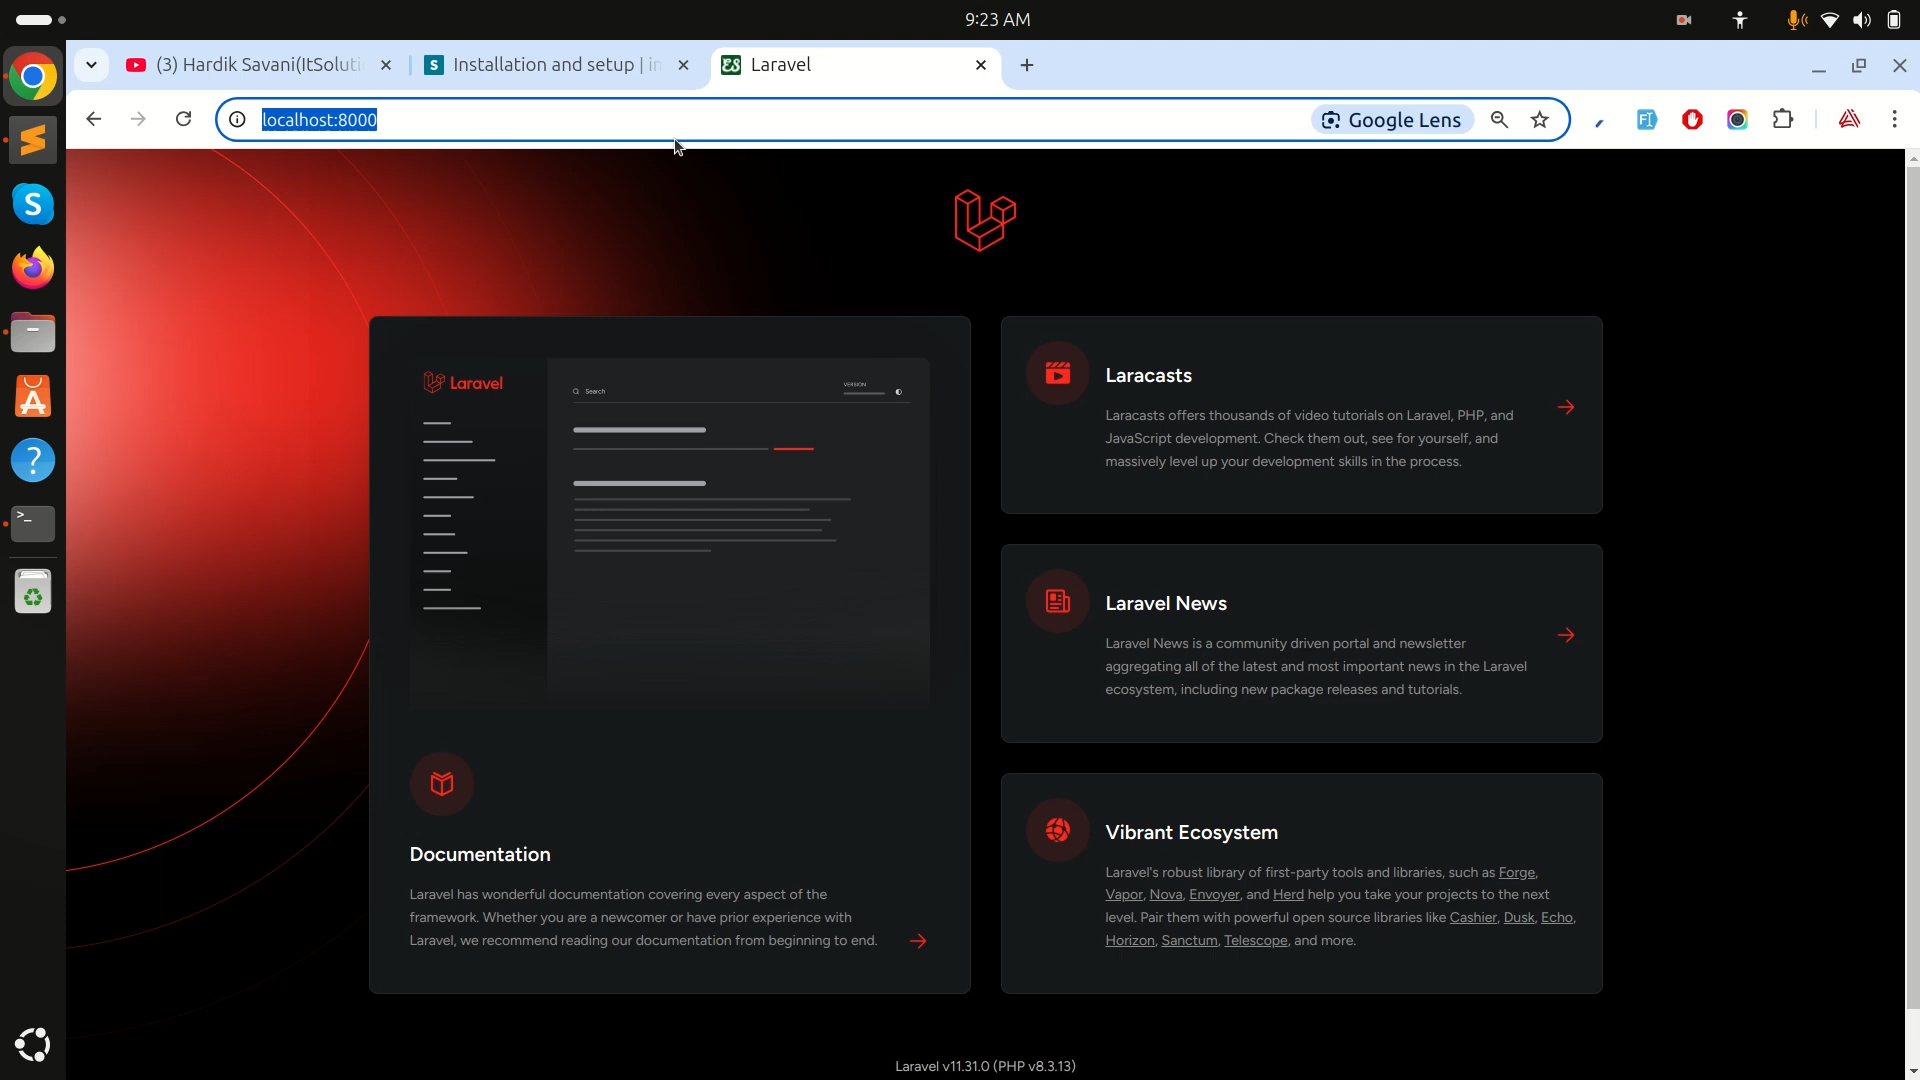 9:23 AM
(3) Hardik Savani(ItSoluti
Installation and setup | in
Laravel
localhost:8000
Google Lens
Laravel
Search
VERSION
Documentation
Laravel has wonderful documentation covering every aspect of the
framework. Whether you are a newcomer or have prior experience with
Laravel, we recommend reading our documentation from beginning to end.
Laracasts
Laracasts offers thousands of video tutorials on Laravel, PHP, and
JavaScript development. Check them out, see for yourself, and
massively level up your development skills in the process.
Laravel News
Laravel News is a community driven portal and newsletter
aggregating all of the latest and most important news in the Laravel
ecosystem, including new package releases and tutorials.
Vibrant Ecosystem
Laravel's robust library of first-party tools and libraries, such as Forge,
Vapor, Nova, Envoyer, and Herd help you take your projects to the next
level. Pair them with powerful open source libraries like Cashier, Dusk, Echo,
Horizon, Sanctum, Telescope, and more.
Laravel v11.31.0 (PHP v8.3.13)